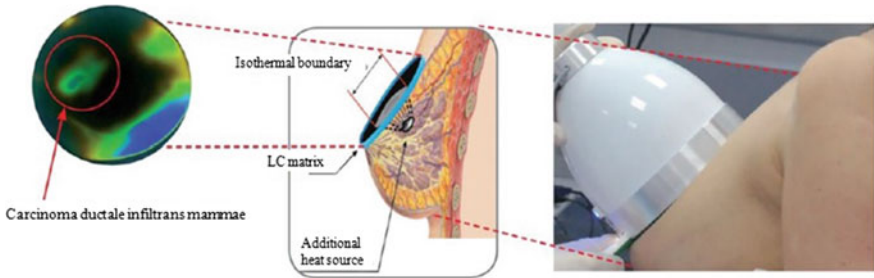 Isothermal boundary
LC matrix
Carcinoma ductale infiltrans mammae
Additional
heat source